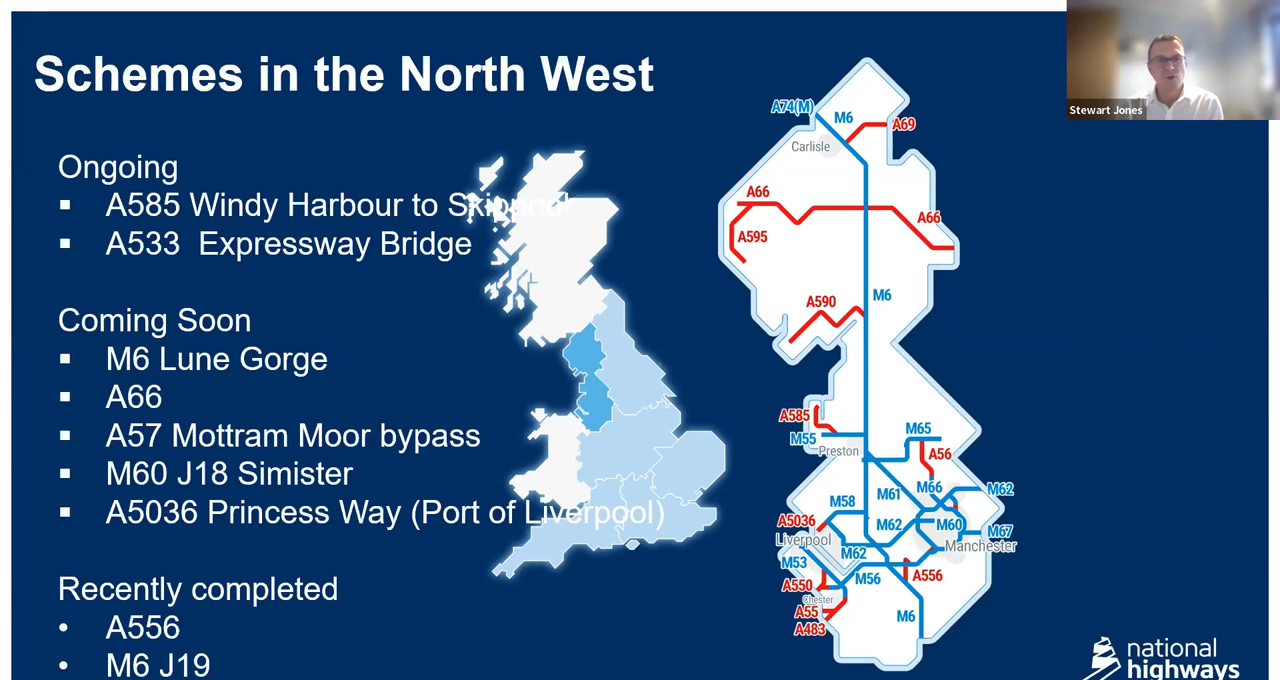 Schemes in the North West
Stewart Jones
Ongoing
▪ A585 Windy Harbour to Skippool
▪ A533 Expressway Bridge
Coming Soon
▪ M6 Lune Gorge
▪ A66
▪ A57 Mottram Moor bypass
▪ M60 J18 Simister
▪ A5036 Princess Way (Port of Liverpool)
Recently completed
• A556
• M6 J19
A74(M)
M6
A69
Carlisle
A66
A66
A595
M6
A590
A585
M65
M55
Preston
A56
M61
M66
M62
M58
A5036
M62
M60
M67
Liverpool
Manchester
M62
M53
M56
A556
A550
Chester
A55
M6
A483
national
highways